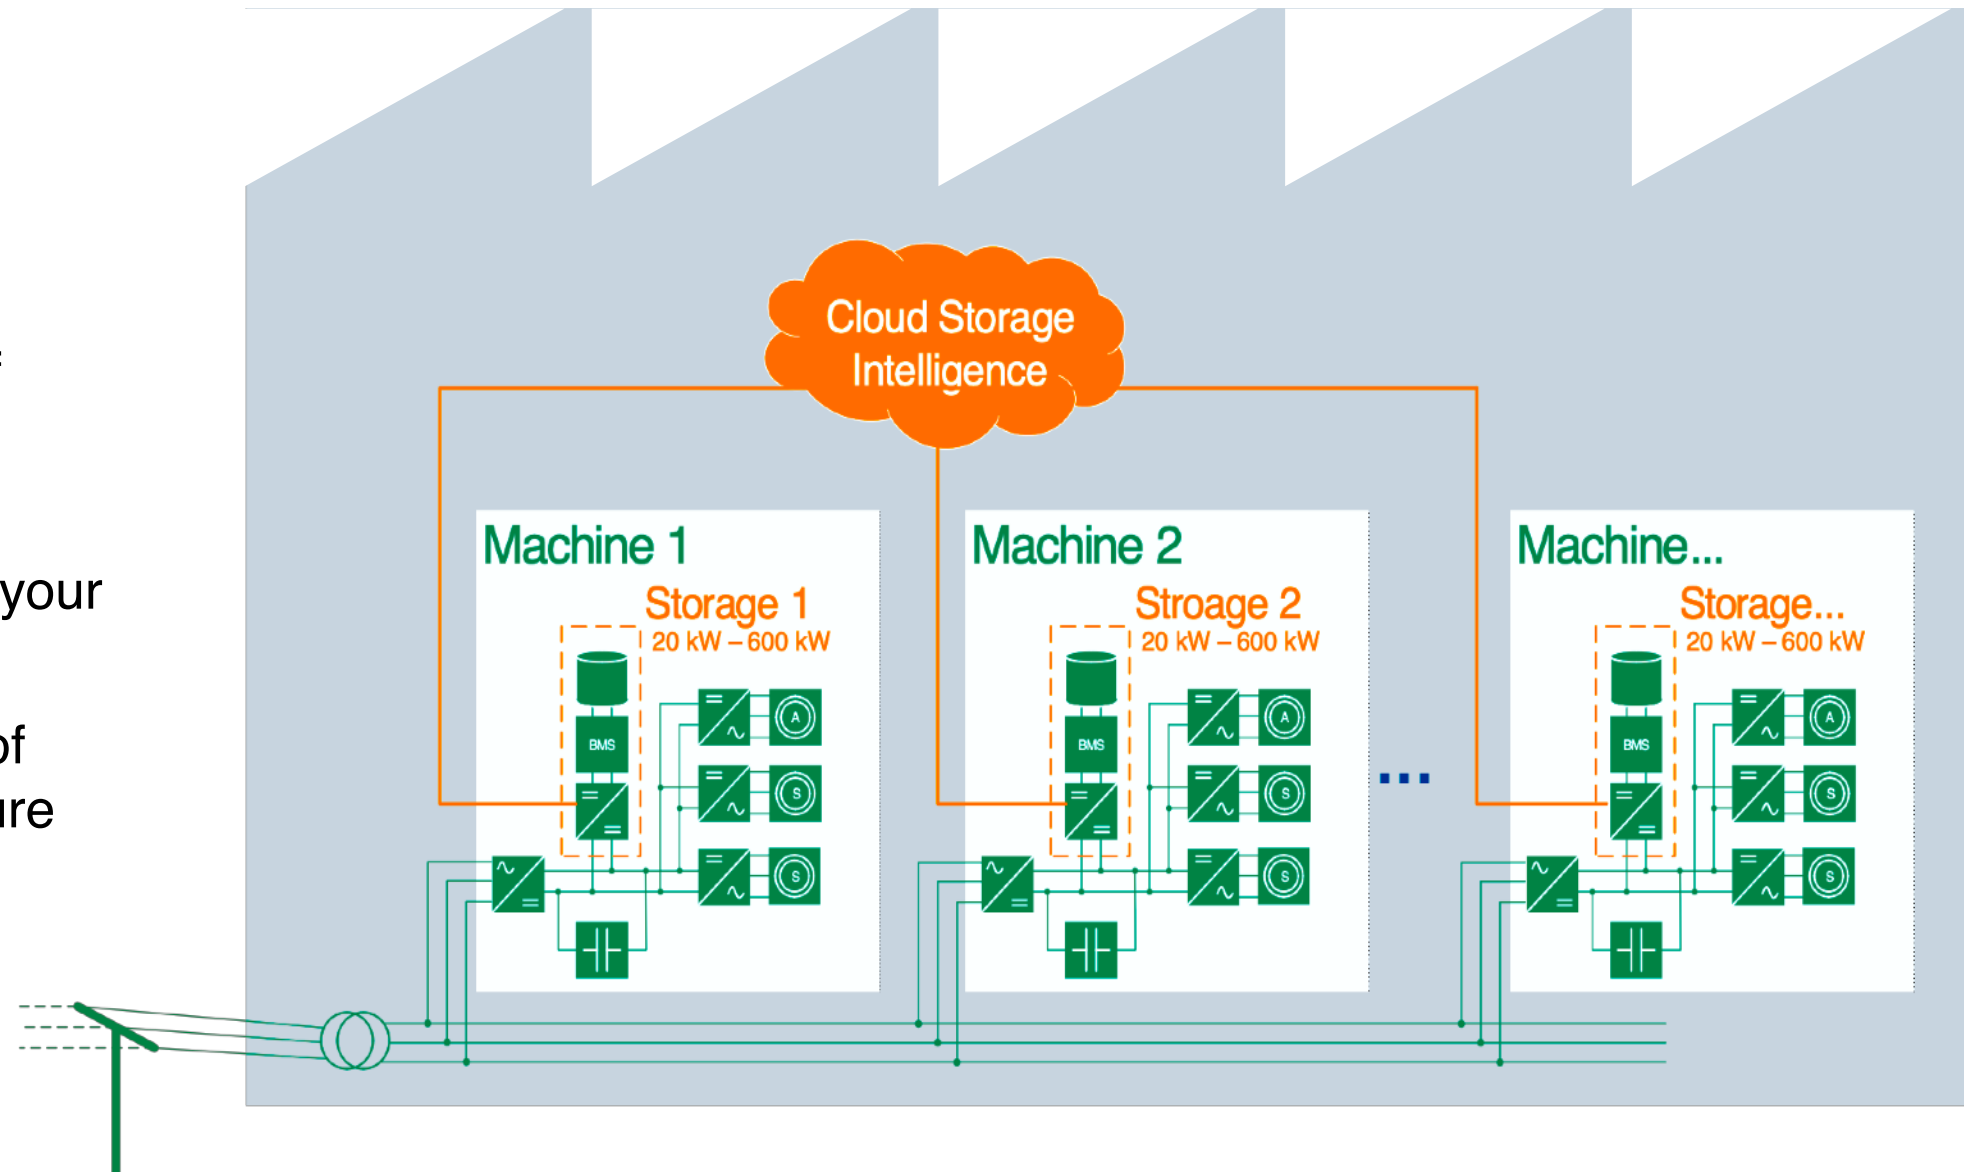 your
of
Cloud Storage
Intelligence
Machine 1
Storage 1
20 kW – 600 kW
BMS
A
S
S
Machine 2
Stroage 2
20 kW – 600 kW
BMS
A
S
S
...
Machine...
Storage...
20 kW – 600 kW
BMS
A
S
S